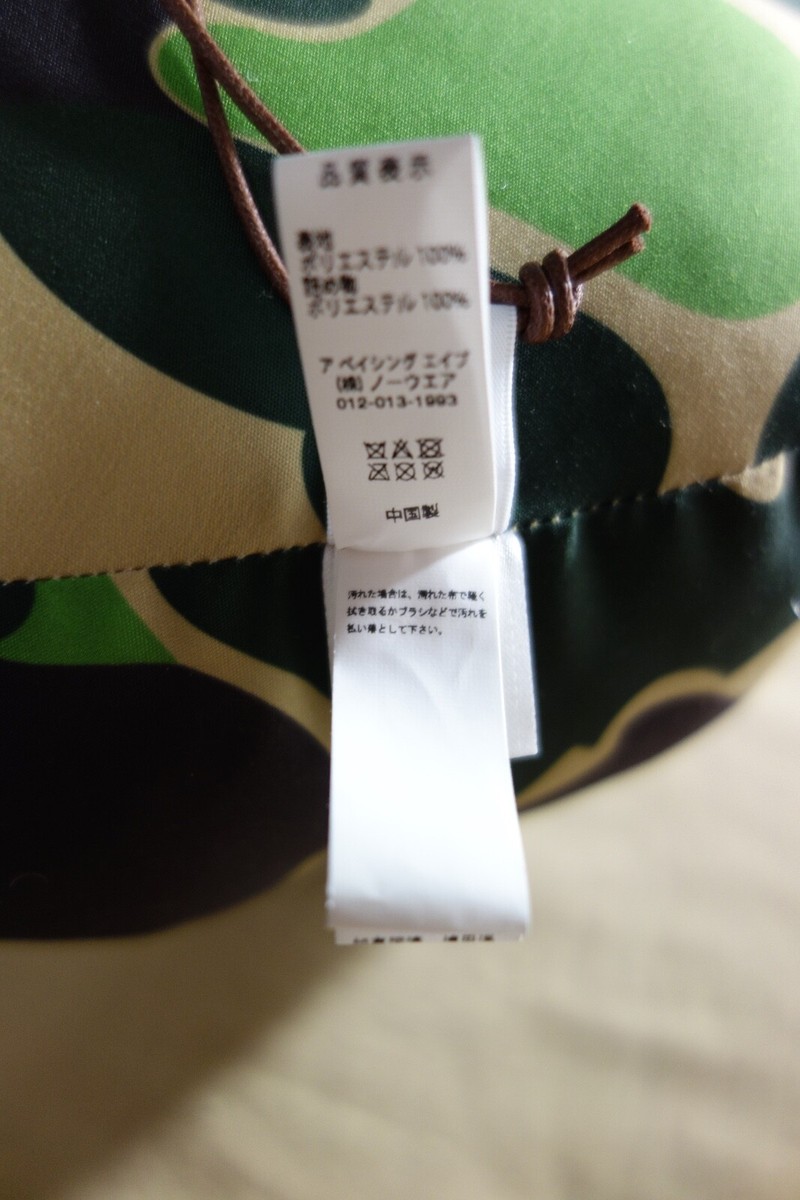 品質表示
表地
ポリエステル 100%
詰め物
ポリエステル 100%
ア ベイシング エイプ
(株) ノーウエア
012-013-1993
中国製
汚れた場合は、濡れた布で軽く
拭き取るかブラシなどで汚れを
払い落として下さい。